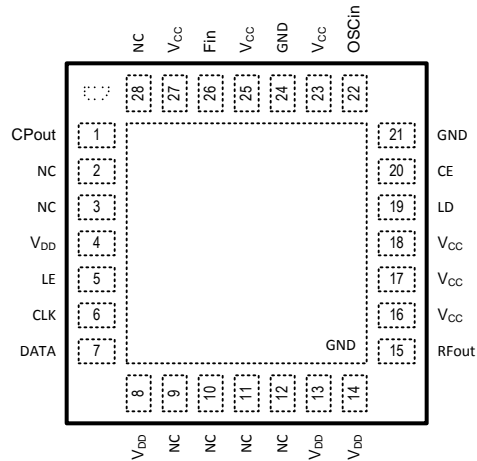 NC VCC Fin VCC GND VCC OSCin
28 27 26 25 24 23 22
CPout 1 21 GND
NC 2 20 CE
NC 3 19 LD
VDD 4 18 VCC
LE 5 17 VCC
CLK 6 16 VCC
DATA 7 GND 15 RFout
8 9 10 11 12 13 14
VDD NC NC NC NC VDD VDD